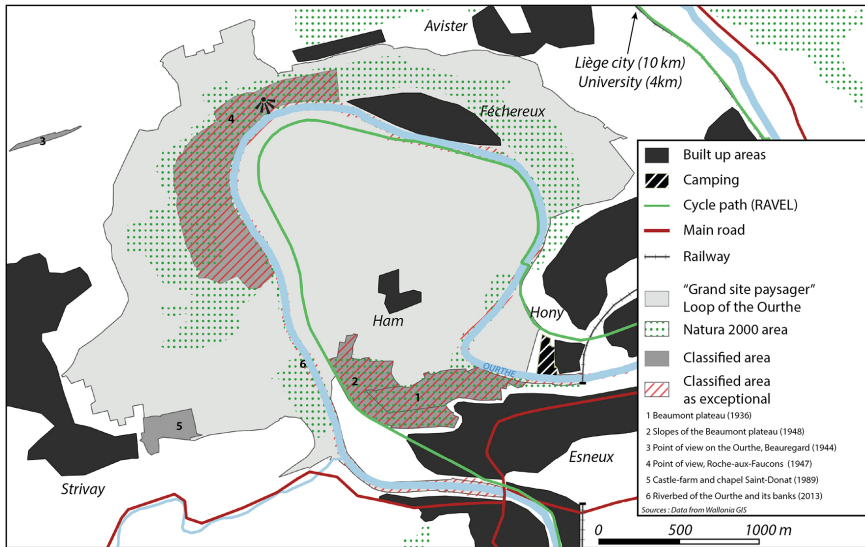 Avister
Liège city (10 km)
University (4km)
Féchereux
4
3
Ham
Hony
OURTHE
6
2
1
5
Strivay
Esneux
Built up areas
Camping
Cycle path (RAVEL)
Main road
Railway
“Grand site paysager”
Loop of the Ourthe
Natura 2000 area
Classified area
Classified area
as exceptional
1 Beaumont plateau (1936)
2 Slopes of the Beaumont plateau (1948)
3 Point of view on the Ourthe, Beauregard (1944)
4 Point of view, Roche-aux-Faucons (1947)
5 Castle-farm and chapel Saint-Donat (1989)
6 Riverbed of the Ourthe and its banks (2013)
Sources : Data from Wallonia GIS
0 500 1000 m